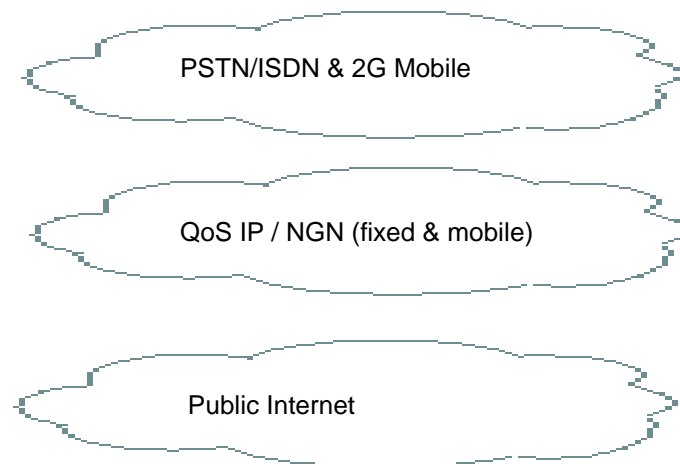 PSTN/ISDN & 2G Mobile
QoS IP / NGN (fixed & mobile)
Public Internet